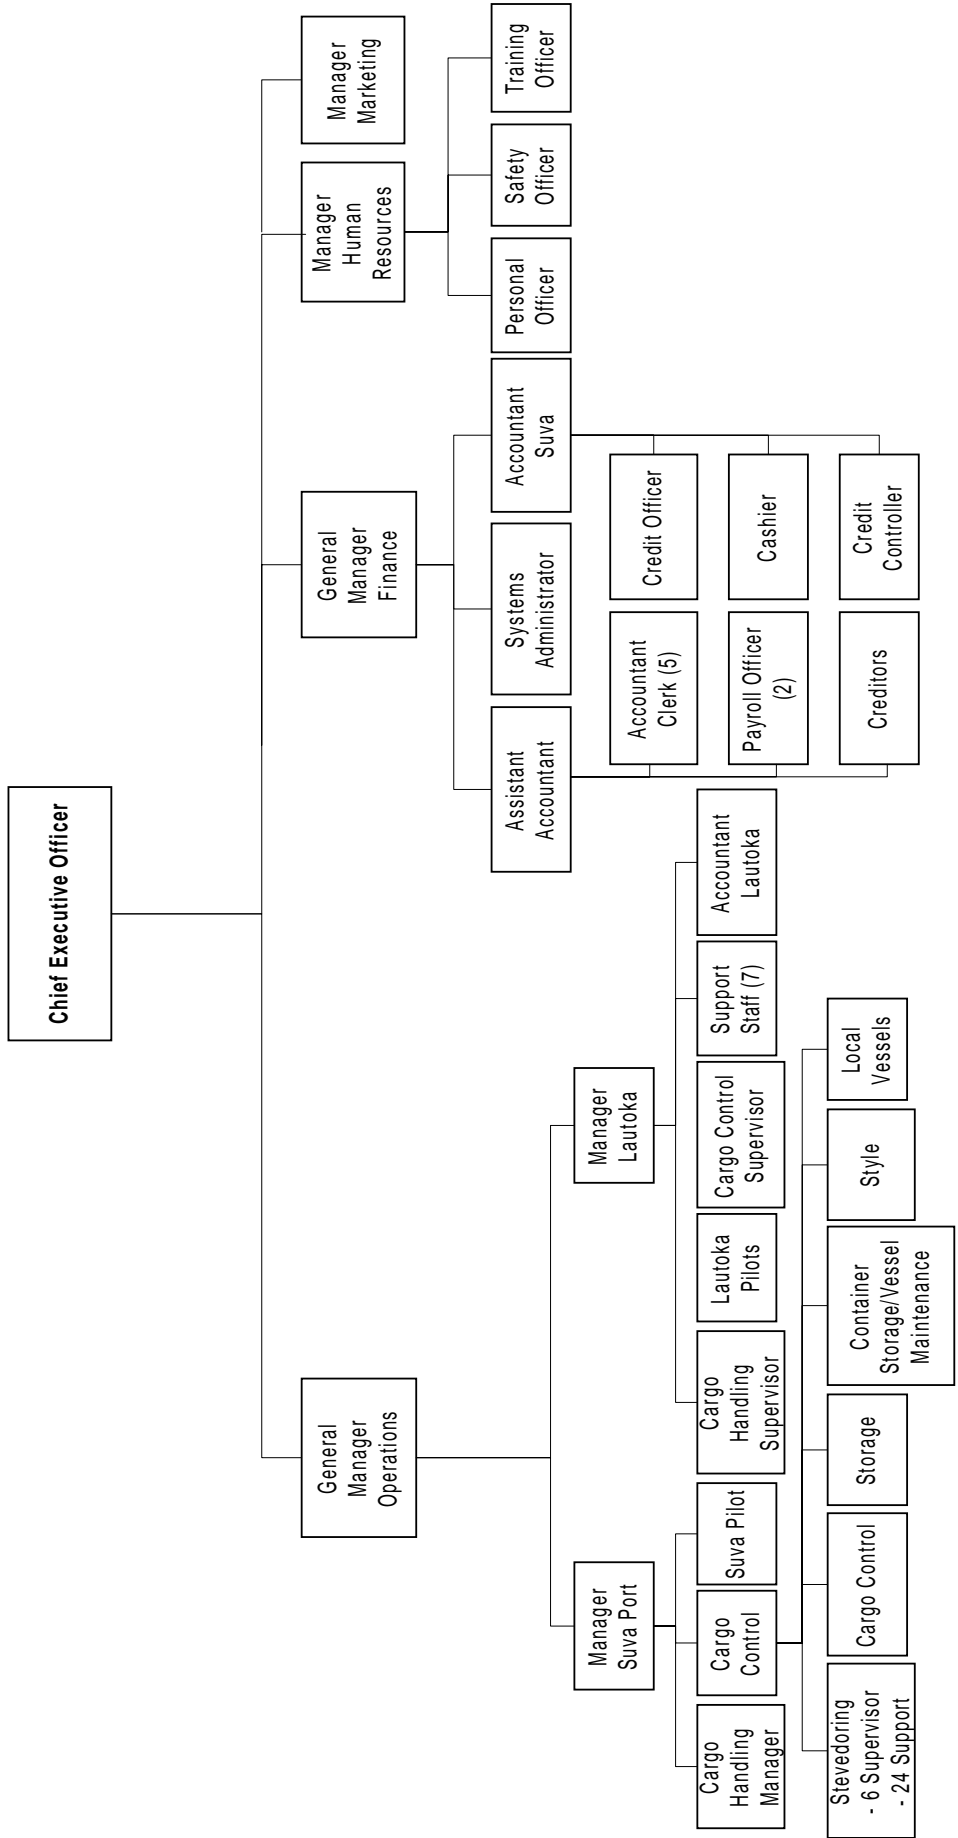 Chief Executive Officer
General
Manager
Operations
General
Manager
Finance
Manager
Human
Resources
Manager
Marketing
Manager
Suva Port
Manager
Lautoka
Assistant
Accountant
Systems
Administrator
Accountant
Suva
Personal
Officer
Safety
Officer
Training
Officer
Accountant
Clerk (5)
Credit Officer
Payroll Officer
(2)
Cashier
Creditors
Credit
Controller
Cargo
Handling
Manager
Cargo
Control
Suva Pilot
Cargo
Handling
Supervisor
Lautoka
Pilots
Cargo Control
Supervisor
Support
Staff (7)
Accountant
Lautoka
Stevedoring
- 6 Supervisor
- 24 Support
Cargo Control
Storage
Container
Storage/Vessel
Maintenance
Style
Local
Vessels